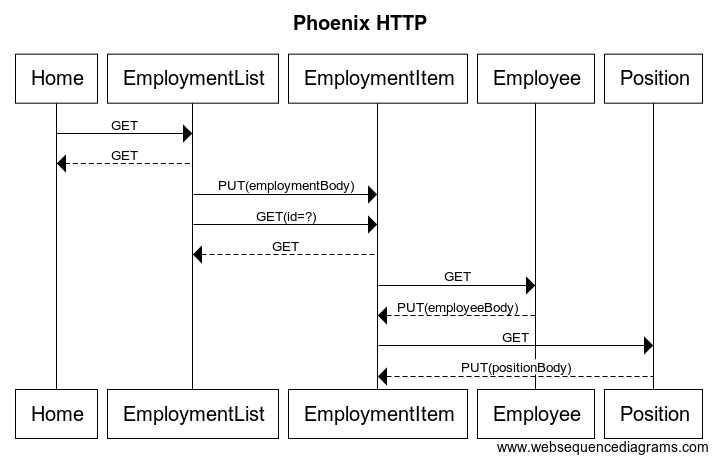 Phoenix HTTP
Home EmploymentList EmploymentItem Employee Position
GET
GET
PUT(employmentBody)
GET(id=?)
GET
GET
PUT(employeeBody)
GET
PUT(positionBody)
Home EmploymentList EmploymentItem Employee Position
www.websequencediagrams.com